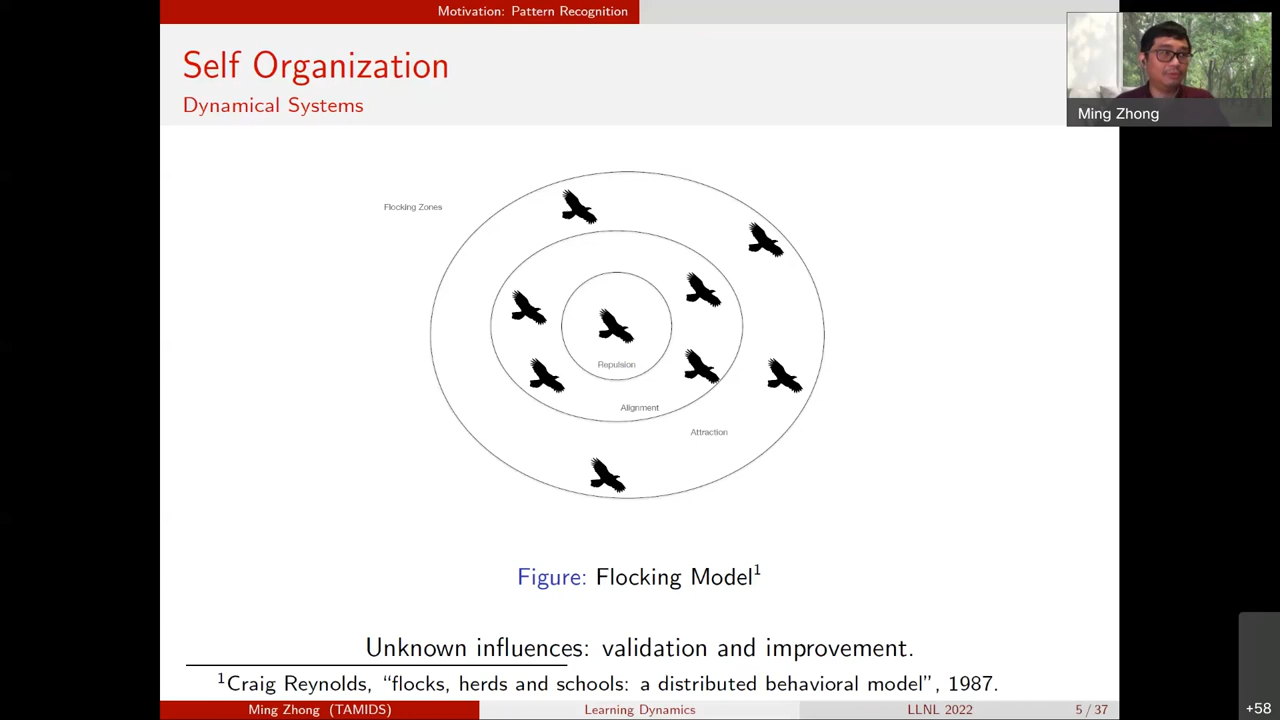 Motivation: Pattern Recognition
Self Organization
Dynamical Systems
Ming Zhong
Flocking Zones
Repulsion
Alignment
Attraction
Figure: Flocking Model¹
Unknown influences: validation and improvement.
¹Craig Reynolds, “flocks, herds and schools: a distributed behavioral model”, 1987.
Ming Zhong (TAMIDS) Learning Dynamics LLNL 2022 5 / 37
+58